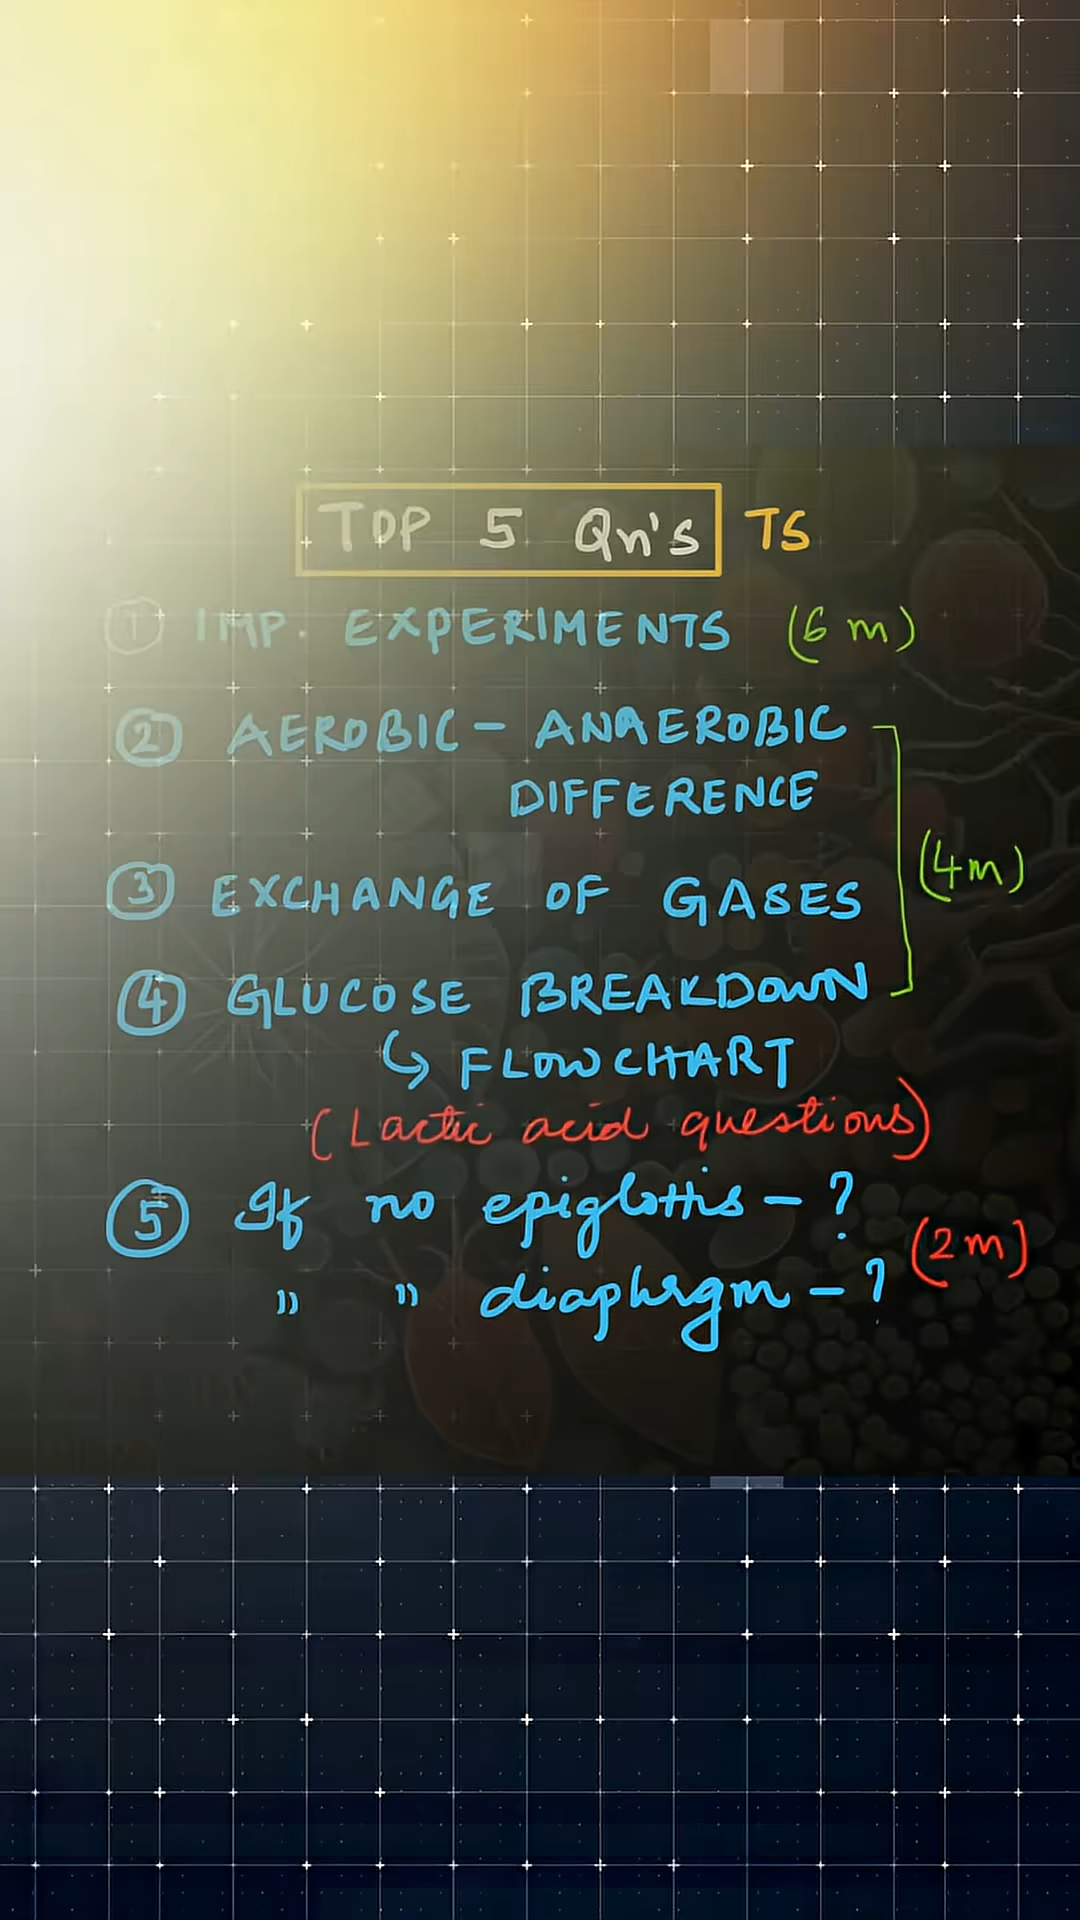 TOP 5 Qn's TS
① IMP. EXPERIMENTS (6 m)
② AEROBIC - ANAEROBIC
DIFFERENCE
③ EXCHANGE OF GASES
(4m)
④ GLUCOSE BREAKDOWN
↳ FLOWCHART
(Lactic acid questions)
⑤ If no epiglottis - ?
(2m)
" " diaphrgm - ?